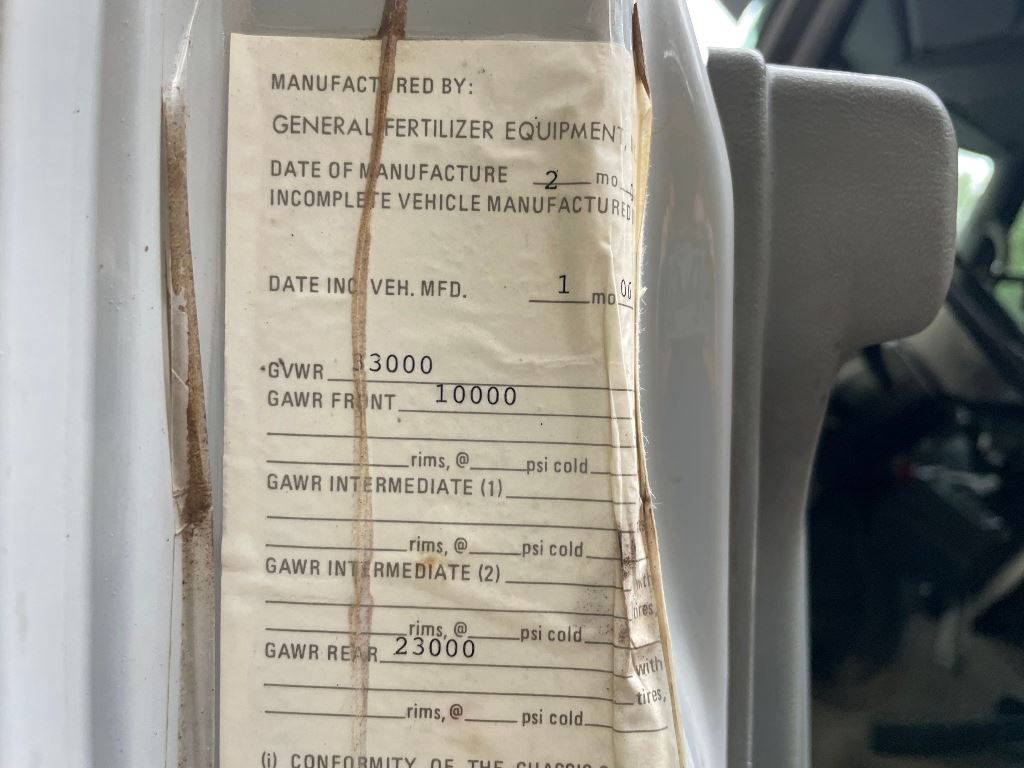 MANUFACTURED BY:
GENERAL FERTILIZER EQUIPMENT,
DATE OF MANUFACTURE 2 mo
INCOMPLETE VEHICLE MANUFACTURED
DATE INC VEH. MFD. 1 mo 06
GVWR 33000
GAWR FRONT 10000
rims, @ psi cold
GAWR INTERMEDIATE (1)
rims, @ psi cold
GAWR INTERMEDIATE (2) with
tires,
rims, @ psi cold
GAWR REAR 23000 with
tires,
rims, @ psi cold
(i) CONFORMITY OF THE CHASSIS